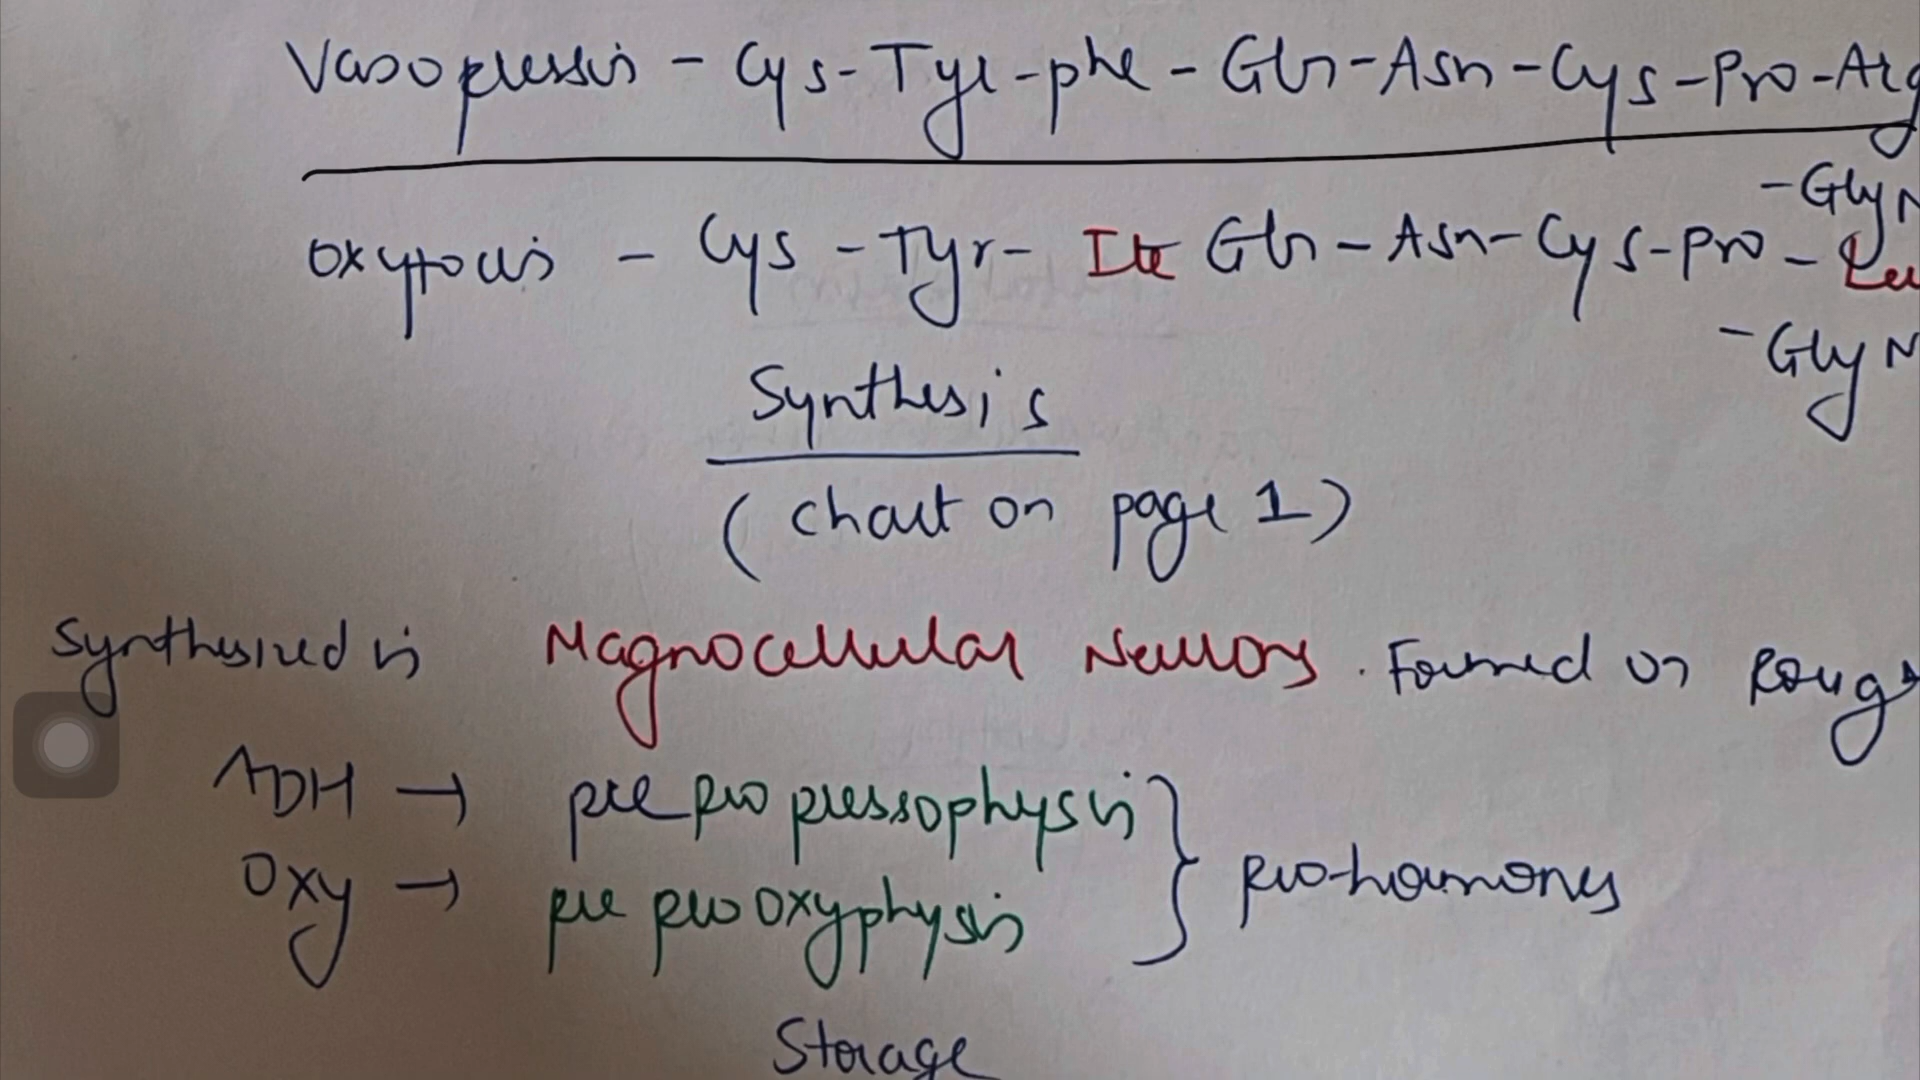 Vasopressin - Cys-Tyr-phe-Gln-Asn-Cys-Pro-Arg
-Gly N
Oxytocin - Cys-Tyr- Ile Gln-Asn-Cys-Pro-Leu
-Gly N
Synthesis
(chart on page 1)
Synthesized in Magnocellular Neurons. Formed in Rough
ADH → pre pro pressophysin
Oxy → pre pro oxyphysin
} pro-hormones
Storage